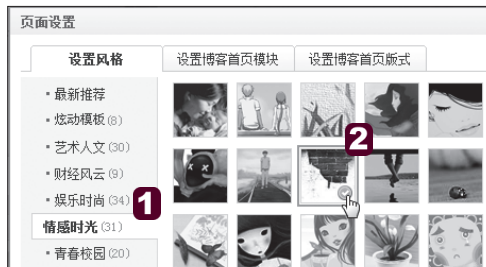 页面设置
设置风格 设置博客首页模块 设置博客首页版式
最新推荐
炫动模板(8)
艺术人文(30)
财经风云(9)
娱乐时尚(34)
1
2
情感时光(31)
青春校园(20)